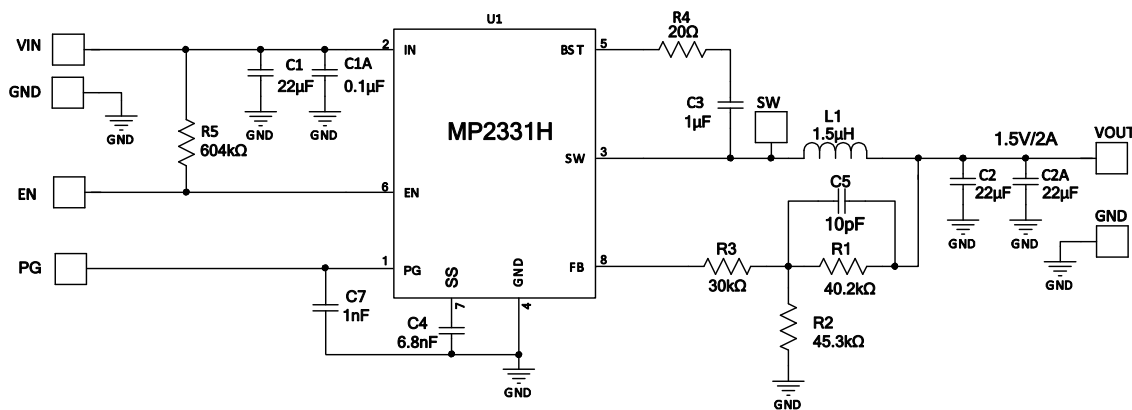 U1
VIN
2
IN
BST
5
R4
20Ω
GND
GND
C1
22µF
GND
C1A
0.1µF
GND
C3
1µF
SW
L1
1.5µH
1.5V/2A
VOUT
R5
604kΩ
MP2331H
SW
3
C2
22µF
GND
C2A
22µF
GND
EN
6
EN
C5
10pF
GND
GND
PG
1
PG
FB
8
R3
30kΩ
R1
40.2kΩ
SS
7
GND
4
C7
1nF
C4
6.8nF
R2
45.3kΩ
GND
GND